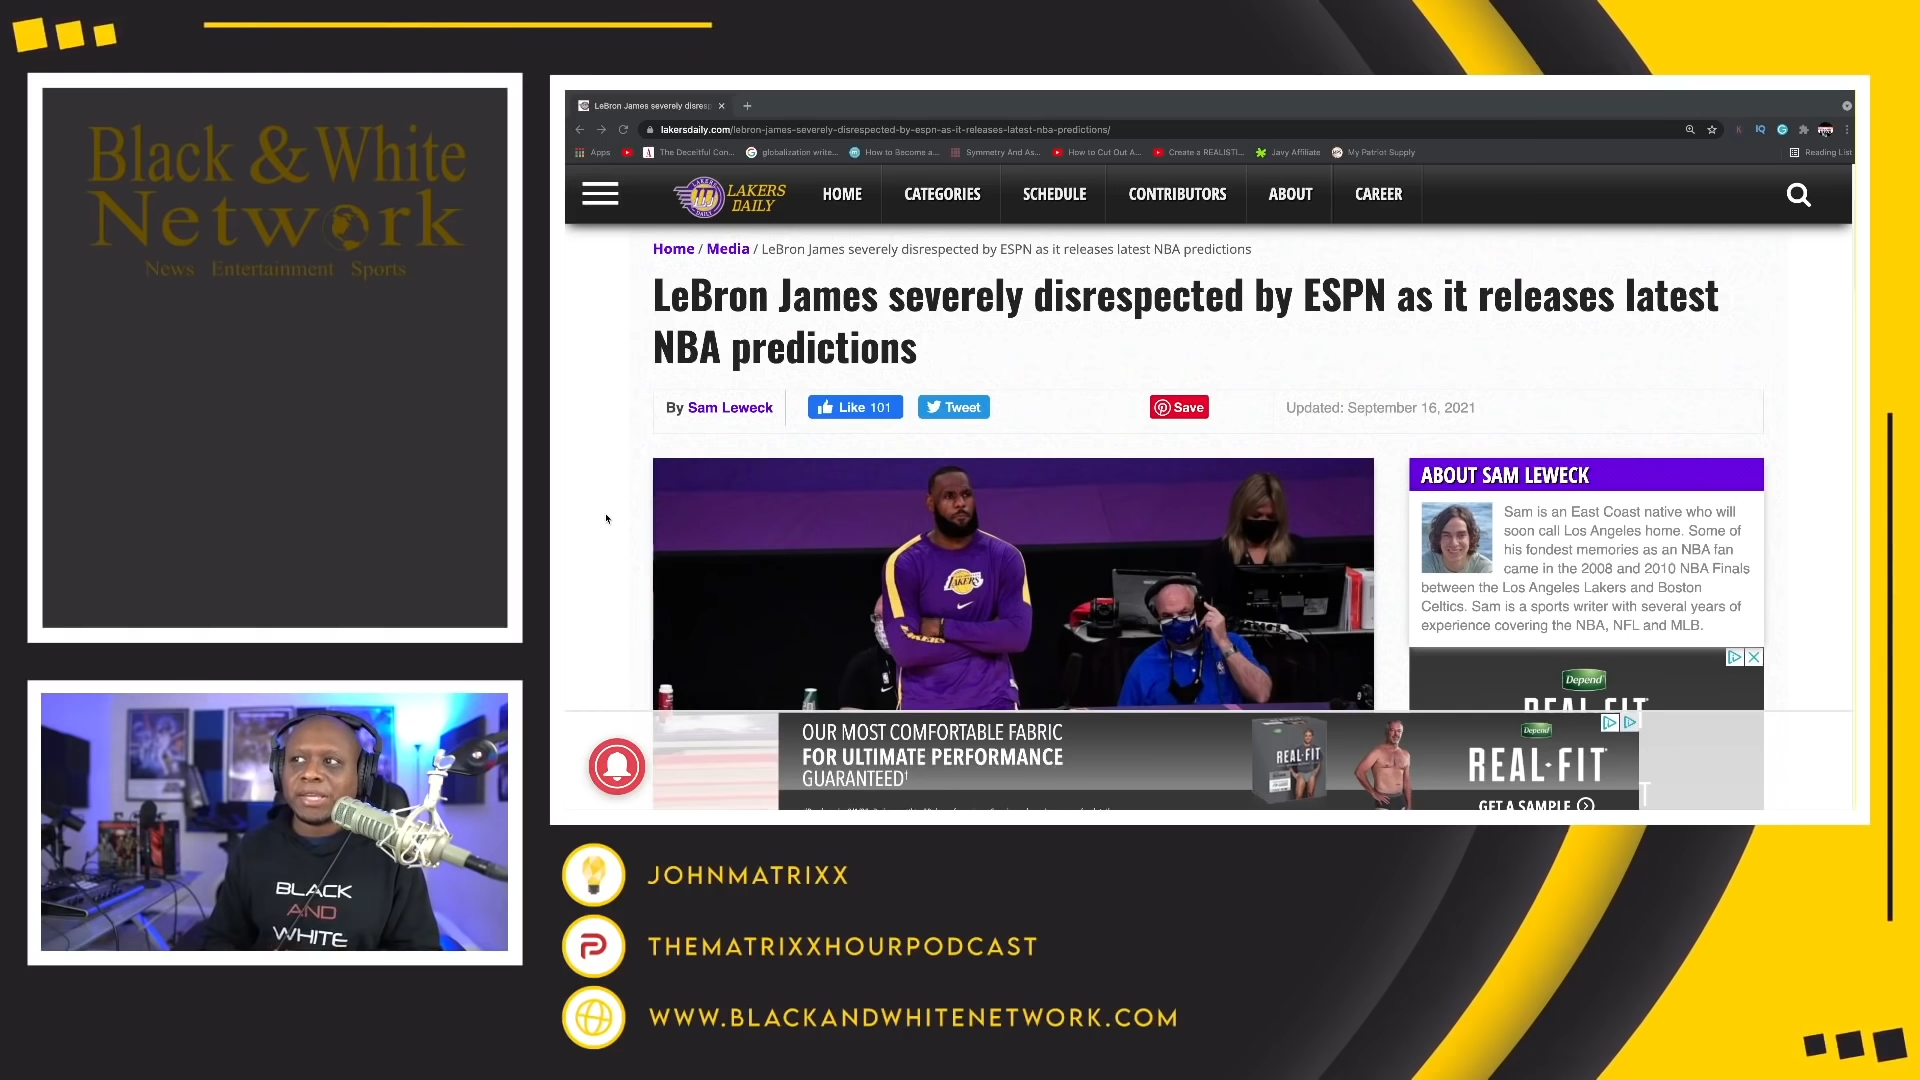 Black & White
Network
News Entertainment Sports
LeBron James severely disresp
lakersdaily.com/lebron-james-severely-disrespected-by-espn-as-it-releases-latest-nba-predictions/
Apps
The Deceitful Con...
globalization write...
How to Become a...
Symmetry And As...
How to Cut Out A...
Create a REALISTI...
Javy Affiliate
My Patriot Supply
Reading List
LAKERS
DAILY
HOME
CATEGORIES
SCHEDULE
CONTRIBUTORS
ABOUT
CAREER
Home / Media / LeBron James severely disrespected by ESPN as it releases latest NBA predictions
LeBron James severely disrespected by ESPN as it releases latest
NBA predictions
By Sam Leweck
Like 101
Tweet
Save
Updated: September 16, 2021
LAKERS
ABOUT SAM LEWECK
Sam is an East Coast native who will
soon call Los Angeles home. Some of
his fondest memories as an NBA fan
came in the 2008 and 2010 NBA Finals
between the Los Angeles Lakers and Boston
Celtics. Sam is a sports writer with several years of
experience covering the NBA, NFL and MLB.
Depend
REAL FIT
OUR MOST COMFORTABLE FABRIC
FOR ULTIMATE PERFORMANCE
GUARANTEED†
REAL-FIT
Depend
REAL-FIT
GET A SAMPLE
BLACK
AND
WHITE
JOHNMATRIXX
THEMATRIXXHOURPODCAST
WWW.BLACKANDWHITENETWORK.COM